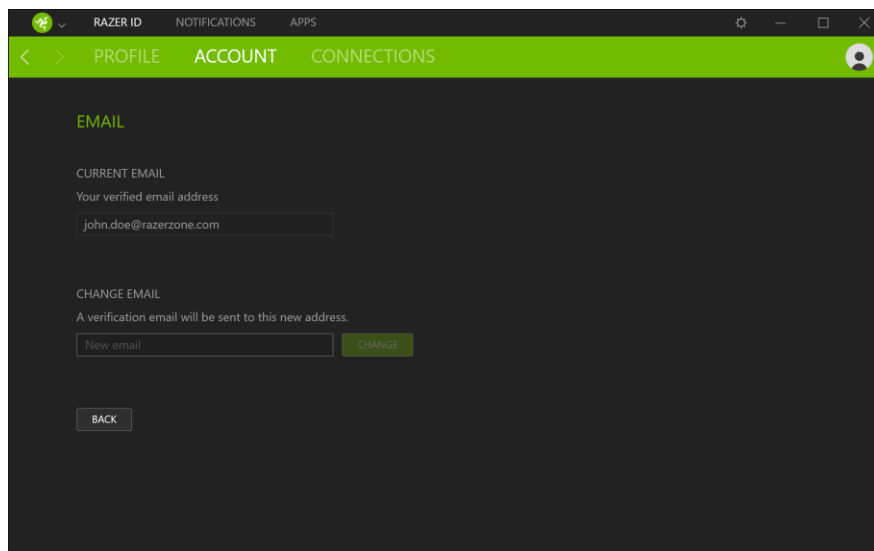 RAZER ID NOTIFICATIONS APPS
PROFILE ACCOUNT CONNECTIONS
EMAIL
CURRENT EMAIL
Your verified email address
john.doe@razerzone.com
CHANGE EMAIL
A verification email will be sent to this new address.
New email CHANGE
BACK